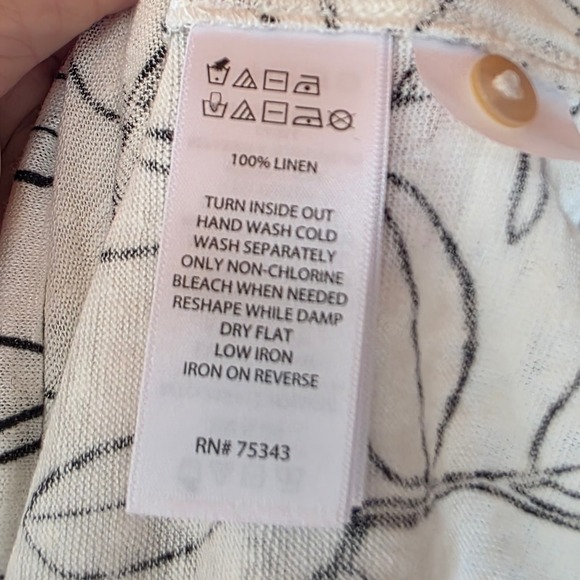 100% LINEN
TURN INSIDE OUT
HAND WASH COLD
WASH SEPARATELY
ONLY NON-CHLORINE
BLEACH WHEN NEEDED
RESHAPE WHILE DAMP
DRY FLAT
LOW IRON
IRON ON REVERSE
RN# 75343